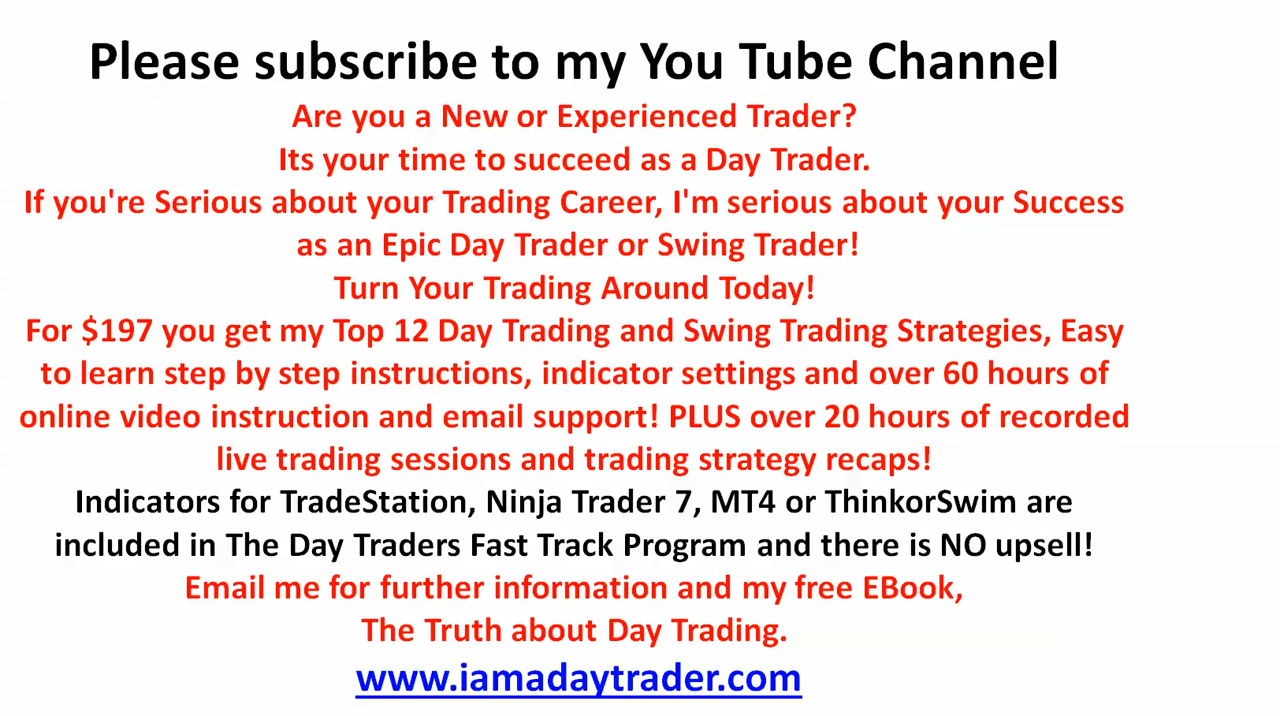 Please subscribe to my You Tube Channel
Are you a New or Experienced Trader?
Its your time to succeed as a Day Trader.
If you're Serious about your Trading Career, I'm serious about your Success
as an Epic Day Trader or Swing Trader!
Turn Your Trading Around Today!
For $197 you get my Top 12 Day Trading and Swing Trading Strategies, Easy
to learn step by step instructions, indicator settings and over 60 hours of
online video instruction and email support! PLUS over 20 hours of recorded
live trading sessions and trading strategy recaps!
Indicators for TradeStation, Ninja Trader 7, MT4 or ThinkorSwim are
included in The Day Traders Fast Track Program and there is NO upsell!
Email me for further information and my free EBook,
The Truth about Day Trading.
www.iamadaytrader.com